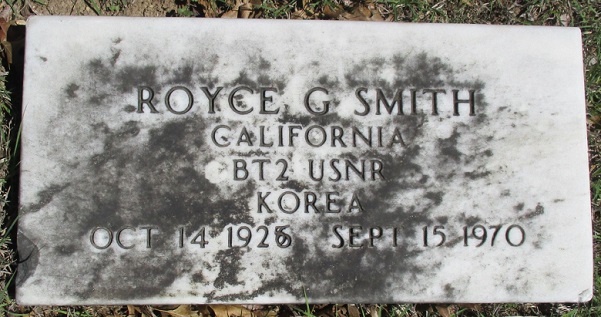 ROYCE G SMITH
CALIFORNIA
BT2 USNR
KOREA
OCT 14 1926 SEPT 15 1970